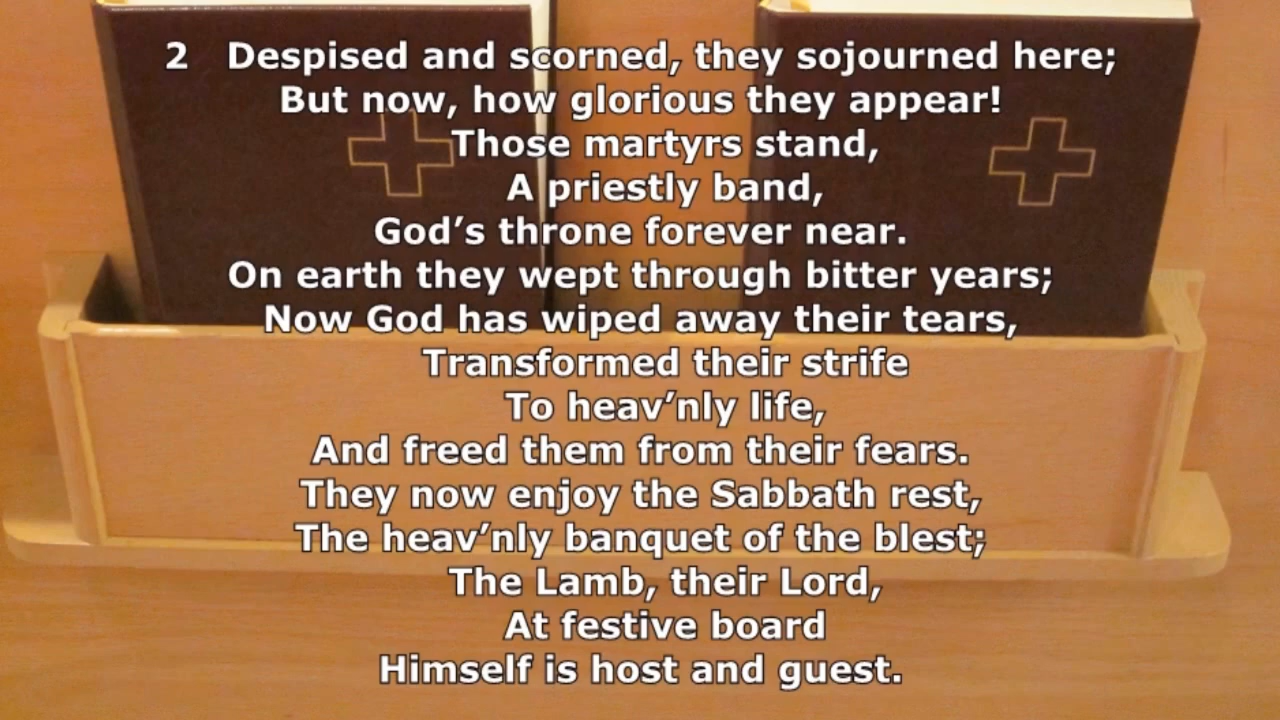 2 Despised and scorned, they sojourned here;
But now, how glorious they appear!
Those martyrs stand,
A priestly band,
God’s throne forever near.
On earth they wept through bitter years;
Now God has wiped away their tears,
Transformed their strife
To heav’nly life,
And freed them from their fears.
They now enjoy the Sabbath rest,
The heav’nly banquet of the blest;
The Lamb, their Lord,
At festive board
Himself is host and guest.